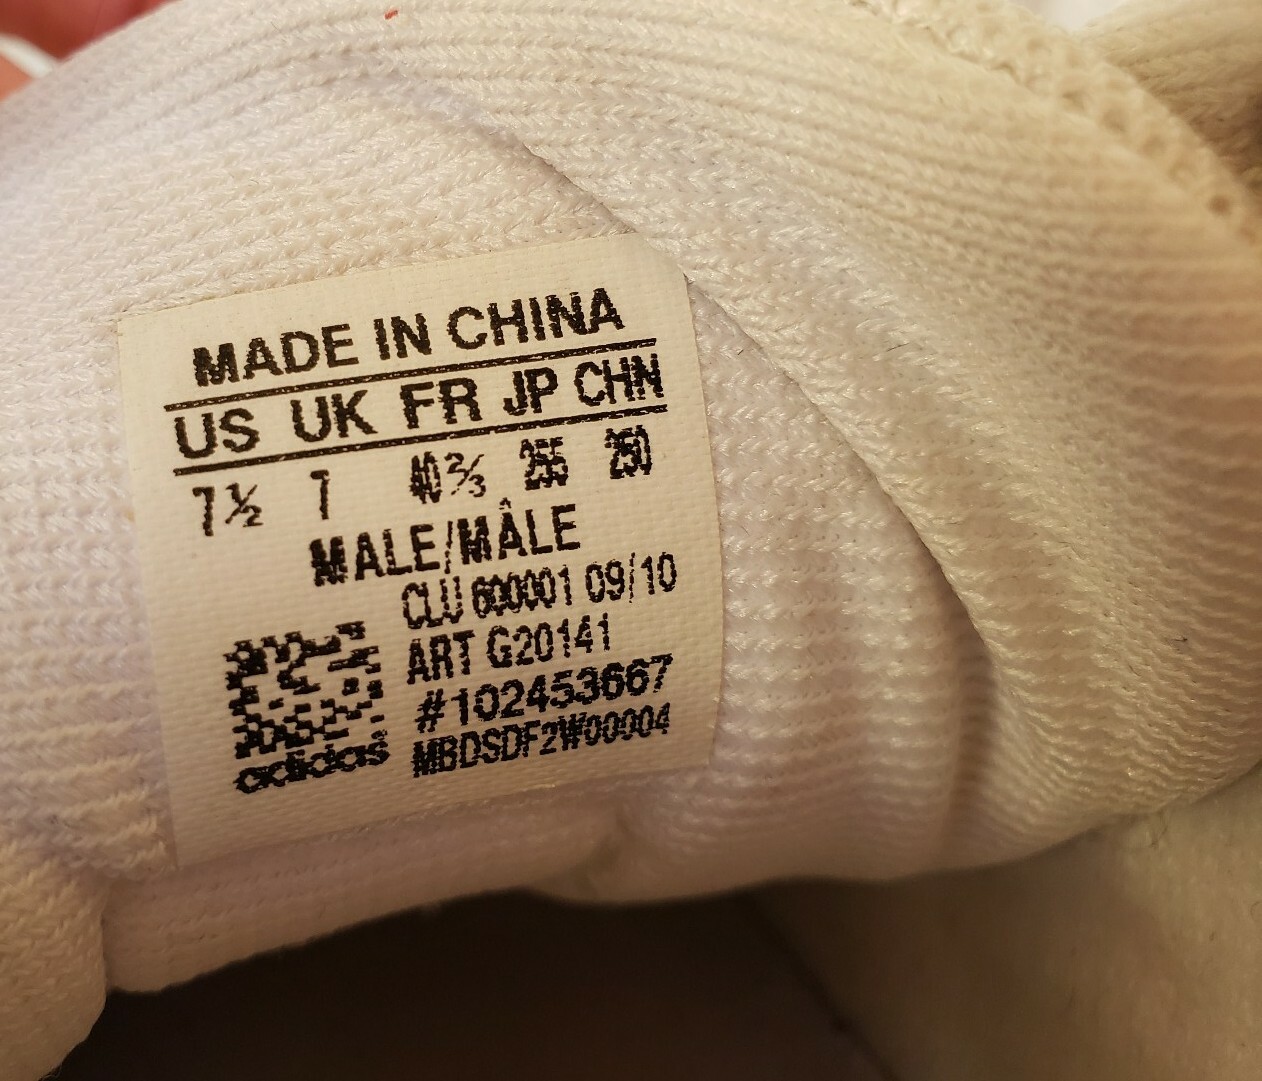 MADE IN CHINA
US UK FR JP CHN
7½ 7 40⅔ 255 250
MALE/MÂLE
CLU 600001 09/10
ART G20141
#102453667
MBDSDF2W00004
adidas